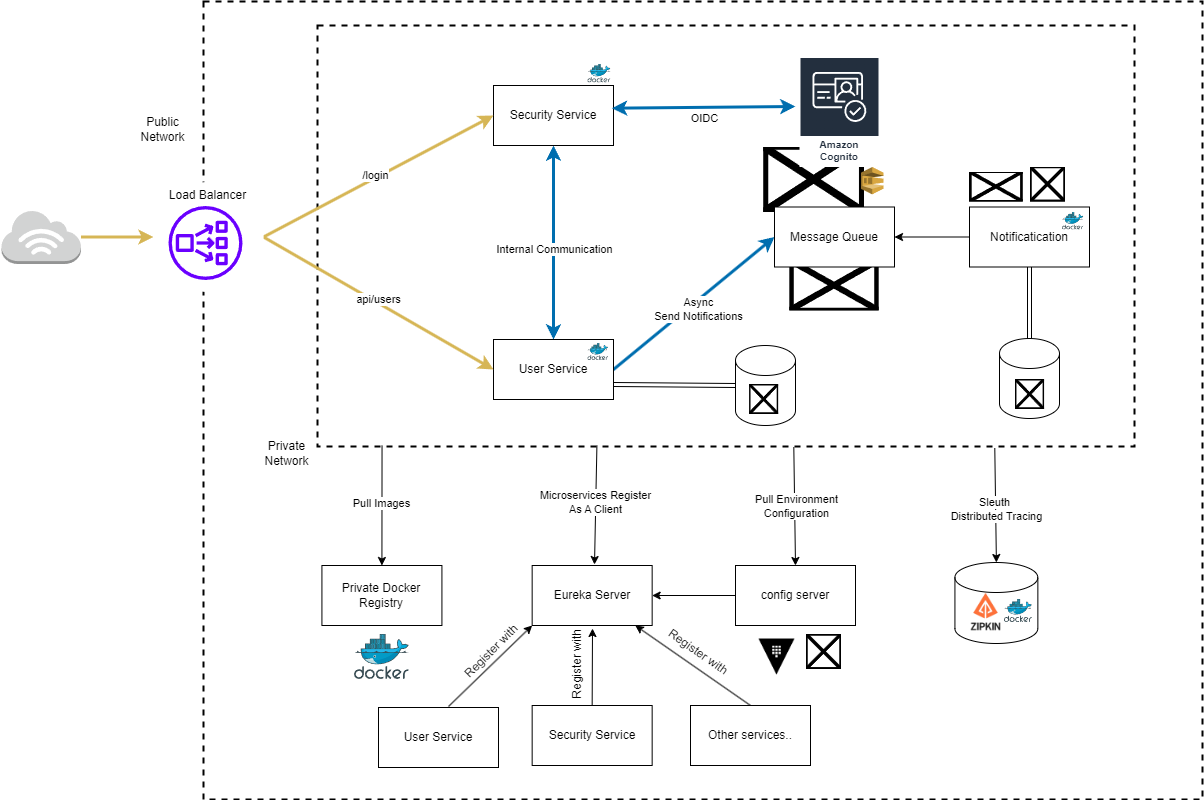 Public
Network
Load Balancer
/login
api/users
docker
Security Service
OIDC
Amazon
Cognito
Internal Communication
Message Queue
docker
Notificatication
Async
Send Notifications
docker
User Service
Private
Network
Pull Images
Microservices Register
As A Client
Pull Environment
Configuration
Sleuth
Distributed Tracing
Private Docker
Registry
docker
Eureka Server
config server
ZIPKIN
docker
Register with
Register with
Register with
User Service
Security Service
Other services..